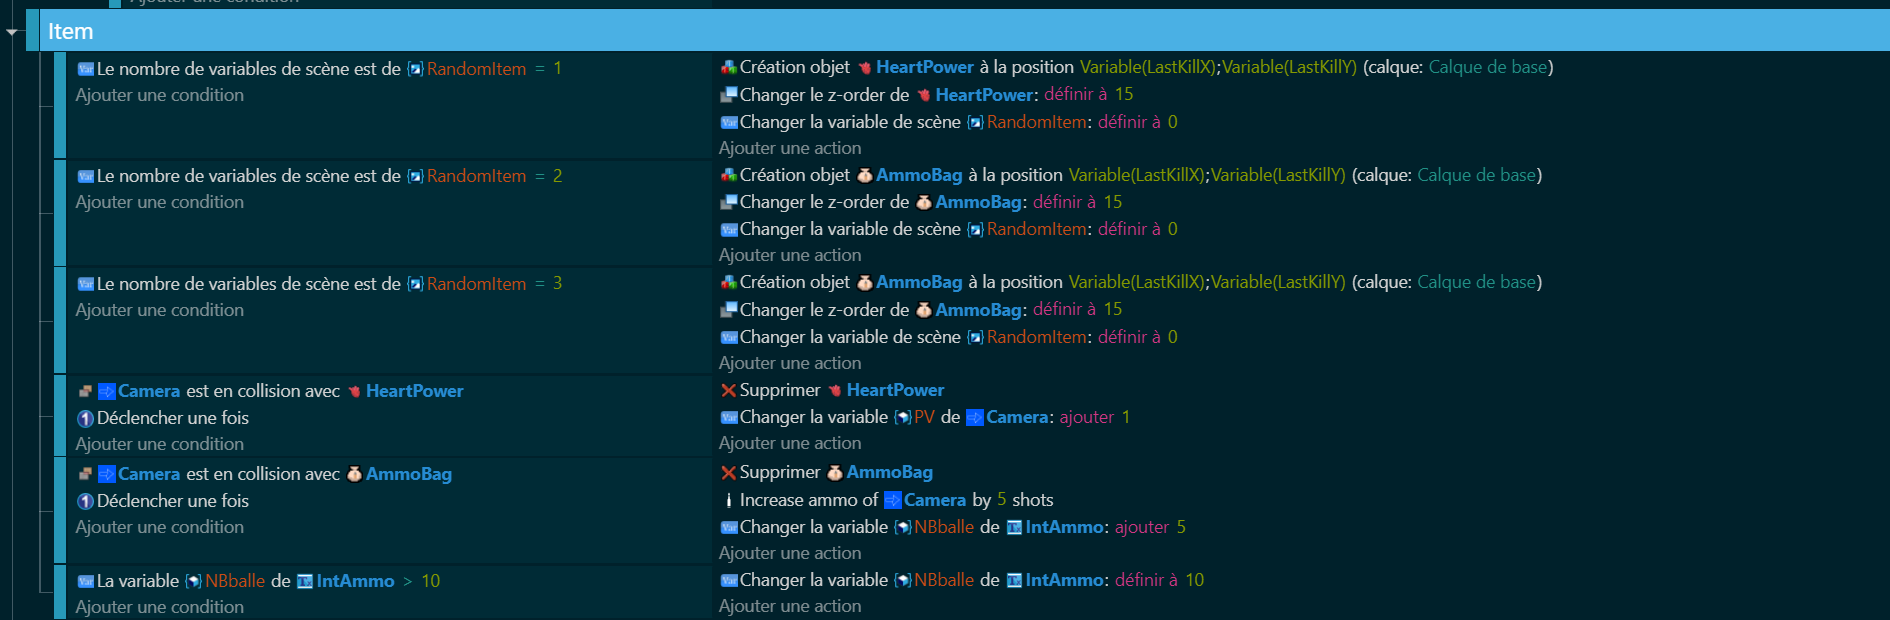 Ajouter une condition
Item
Le nombre de variables de scène est de RandomItem = 1
Ajouter une condition
Création objet HeartPower à la position Variable(LastKillX);Variable(LastKillY) (calque: Calque de base)
Changer le z-order de HeartPower: définir à 15
Changer la variable de scène RandomItem: définir à 0
Ajouter une action
Le nombre de variables de scène est de RandomItem = 2
Ajouter une condition
Création objet AmmoBag à la position Variable(LastKillX);Variable(LastKillY) (calque: Calque de base)
Changer le z-order de AmmoBag: définir à 15
Changer la variable de scène RandomItem: définir à 0
Ajouter une action
Le nombre de variables de scène est de RandomItem = 3
Ajouter une condition
Création objet AmmoBag à la position Variable(LastKillX);Variable(LastKillY) (calque: Calque de base)
Changer le z-order de AmmoBag: définir à 15
Changer la variable de scène RandomItem: définir à 0
Ajouter une action
Camera est en collision avec HeartPower
Déclencher une fois
Ajouter une condition
Supprimer HeartPower
Changer la variable PV de Camera: ajouter 1
Ajouter une action
Camera est en collision avec AmmoBag
Déclencher une fois
Ajouter une condition
Supprimer AmmoBag
Increase ammo of Camera by 5 shots
Changer la variable NBballe de IntAmmo: ajouter 5
Ajouter une action
La variable NBballe de IntAmmo > 10
Ajouter une condition
Changer la variable NBballe de IntAmmo: définir à 10
Ajouter une action